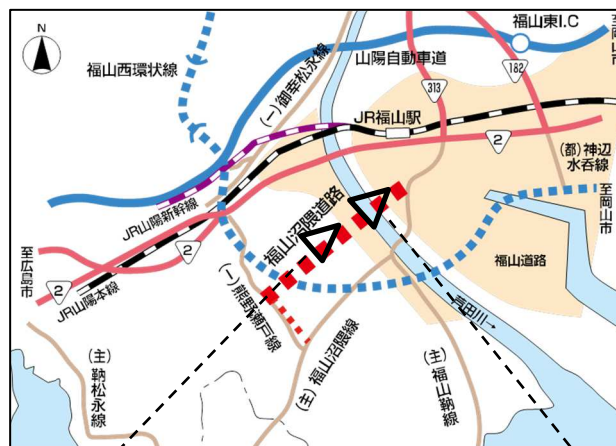 N
福山西環状線
(一)御幸松永線
山陽自動車道
福山東I.C
至岡山市
182
313
JR福山駅
2
(都)神辺
水呑線
至岡山市
JR山陽新幹線
福山沼隈道路
福山道路
至広島市
2
2
JR山陽本線
(一)熊野瀬戸線
芦田川→
(主)鞆松永線
(主)福山沼隈線
(主)福山鞆線